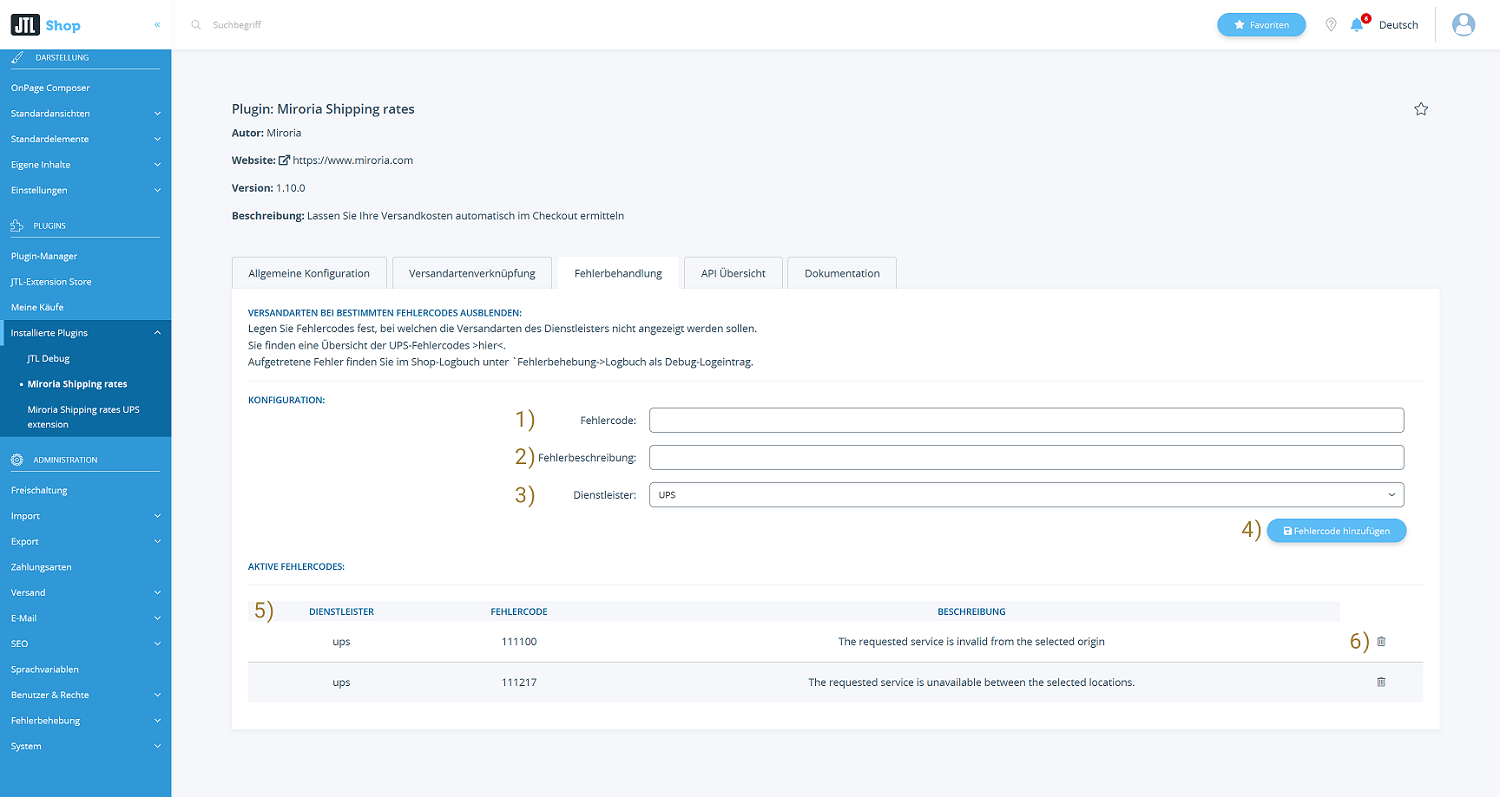 JTL Shop «
Suchbegriff
Favoriten
6
Deutsch
DARSTELLUNG
OnPage Composer
Standardansichten
Standardelemente
Eigene Inhalte
Einstellungen
PLUGINS
Plugin-Manager
JTL-Extension Store
Meine Käufe
Installierte Plugins
JTL Debug
• Miroria Shipping rates
Miroria Shipping rates UPS
extension
ADMINISTRATION
Freischaltung
Import
Export
Zahlungsarten
Versand
E-Mail
SEO
Sprachvariablen
Benutzer & Rechte
Fehlerbehebung
System
Plugin: Miroria Shipping rates
Autor: Miroria
Website: https://www.miroria.com
Version: 1.10.0
Beschreibung: Lassen Sie Ihre Versandkosten automatisch im Checkout ermitteln
Allgemeine Konfiguration Versandartenverknüpfung Fehlerbehandlung API Übersicht Dokumentation
VERSANDARTEN BEI BESTIMMTEN FEHLERCODES AUSBLENDEN:
Legen Sie Fehlercodes fest, bei welchen die Versandarten des Dienstleisters nicht angezeigt werden sollen.
Sie finden eine Übersicht der UPS-Fehlercodes >hier<.
Aufgetretene Fehler finden Sie im Shop-Logbuch unter `Fehlerbehebung->Logbuch als Debug-Logeintrag.
KONFIGURATION:
1) Fehlercode:
2) Fehlerbeschreibung:
3) Dienstleister: UPS
4) Fehlercode hinzufügen
AKTIVE FEHLERCODES:
5) DIENSTLEISTER FEHLERCODE BESCHREIBUNG
ups 111100 The requested service is invalid from the selected origin 6)
ups 111217 The requested service is unavailable between the selected locations.